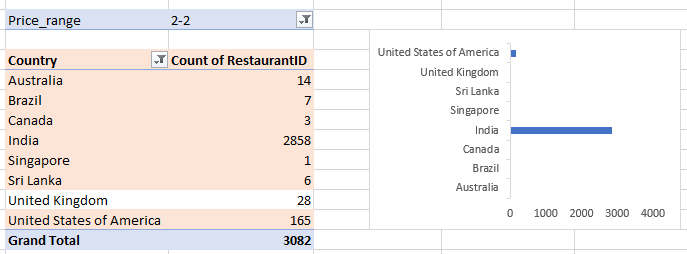 Price_range 2-2
Country Count of RestaurantID
Australia 14
Brazil 7
Canada 3
India 2858
Singapore 1
Sri Lanka 6
United Kingdom 28
United States of America 165
Grand Total 3082
United States of America
United Kingdom
Sri Lanka
Singapore
India
Canada
Brazil
Australia
0 1000 2000 3000 4000